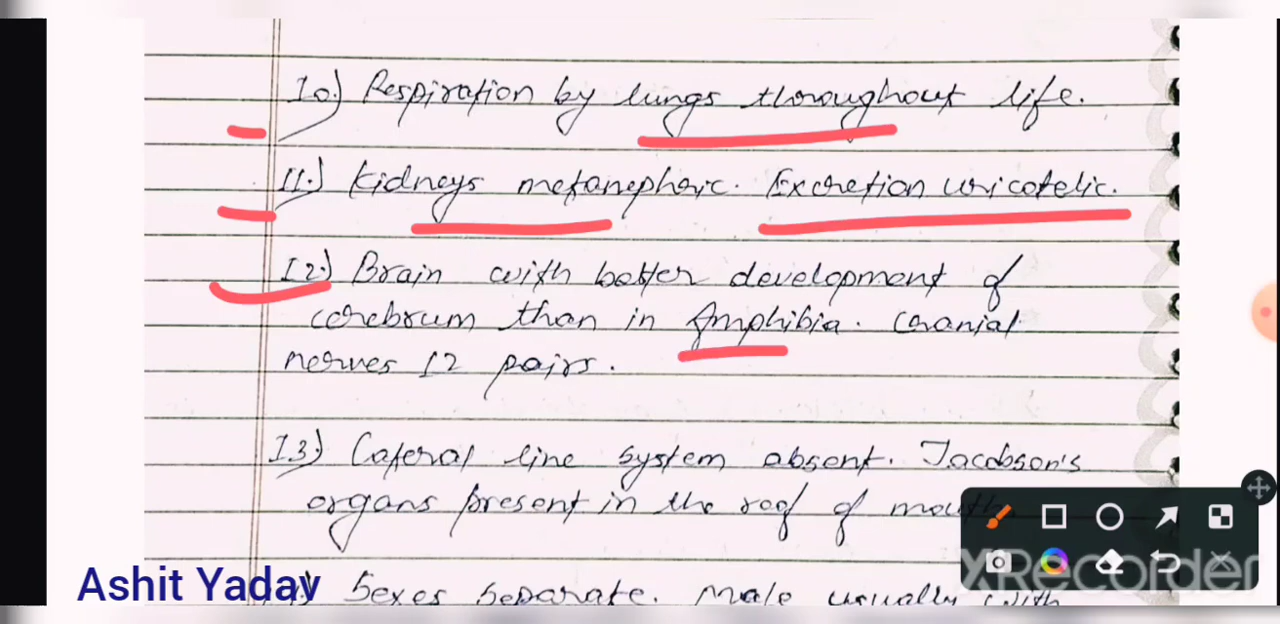 10.) Respiration by lungs throughout life.
11.) Kidneys metanephric. Excretion uricotelic.
12.) Brain with better development of
cerebrum than in Amphibia. Cranial
nerves 12 pairs.
13.) Lateral line system absent. Jacobson's
organs present in the roof of mouth.
Ashit Yadav
Sexes separate. Male usually with
XRecorder